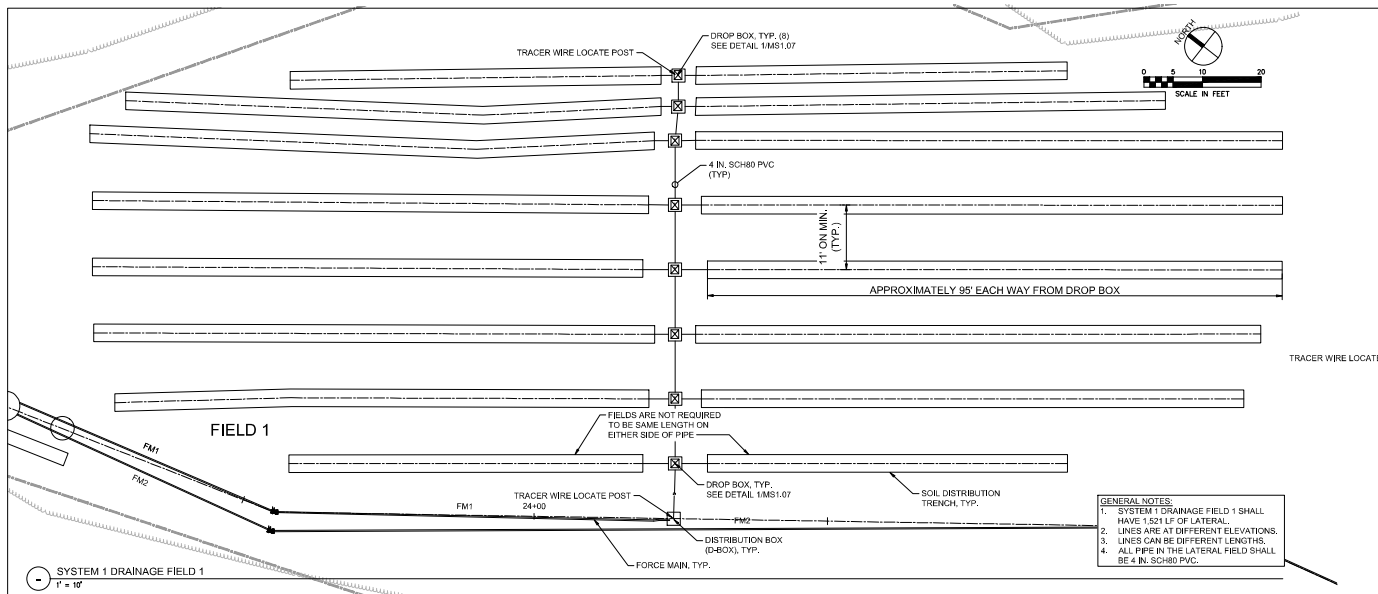 DROP BOX, TYP. (8)
SEE DETAIL 1/MS1.07
TRACER WIRE LOCATE POST
NORTH
0 5 10 20
SCALE IN FEET
4 IN. SCH80 PVC
(TYP)
11' ON MIN.
(TYP.)
APPROXIMATELY 95' EACH WAY FROM DROP BOX
TRACER WIRE LOCATE
FIELDS ARE NOT REQUIRED
TO BE SAME LENGTH ON
EITHER SIDE OF PIPE
FIELD 1
FM1
FM2
DROP BOX, TYP.
SEE DETAIL 1/MS1.07
SOIL DISTRIBUTION
TRENCH, TYP.
TRACER WIRE LOCATE POST
FM1
24+00
FM2
DISTRIBUTION BOX
(D-BOX), TYP.
FORCE MAIN, TYP.
GENERAL NOTES:
1. SYSTEM 1 DRAINAGE FIELD 1 SHALL
HAVE 1,521 LF OF LATERAL.
2. LINES ARE AT DIFFERENT ELEVATIONS.
3. LINES CAN BE DIFFERENT LENGTHS.
4. ALL PIPE IN THE LATERAL FIELD SHALL
BE 4 IN. SCH80 PVC.
- SYSTEM 1 DRAINAGE FIELD 1
1" = 10'